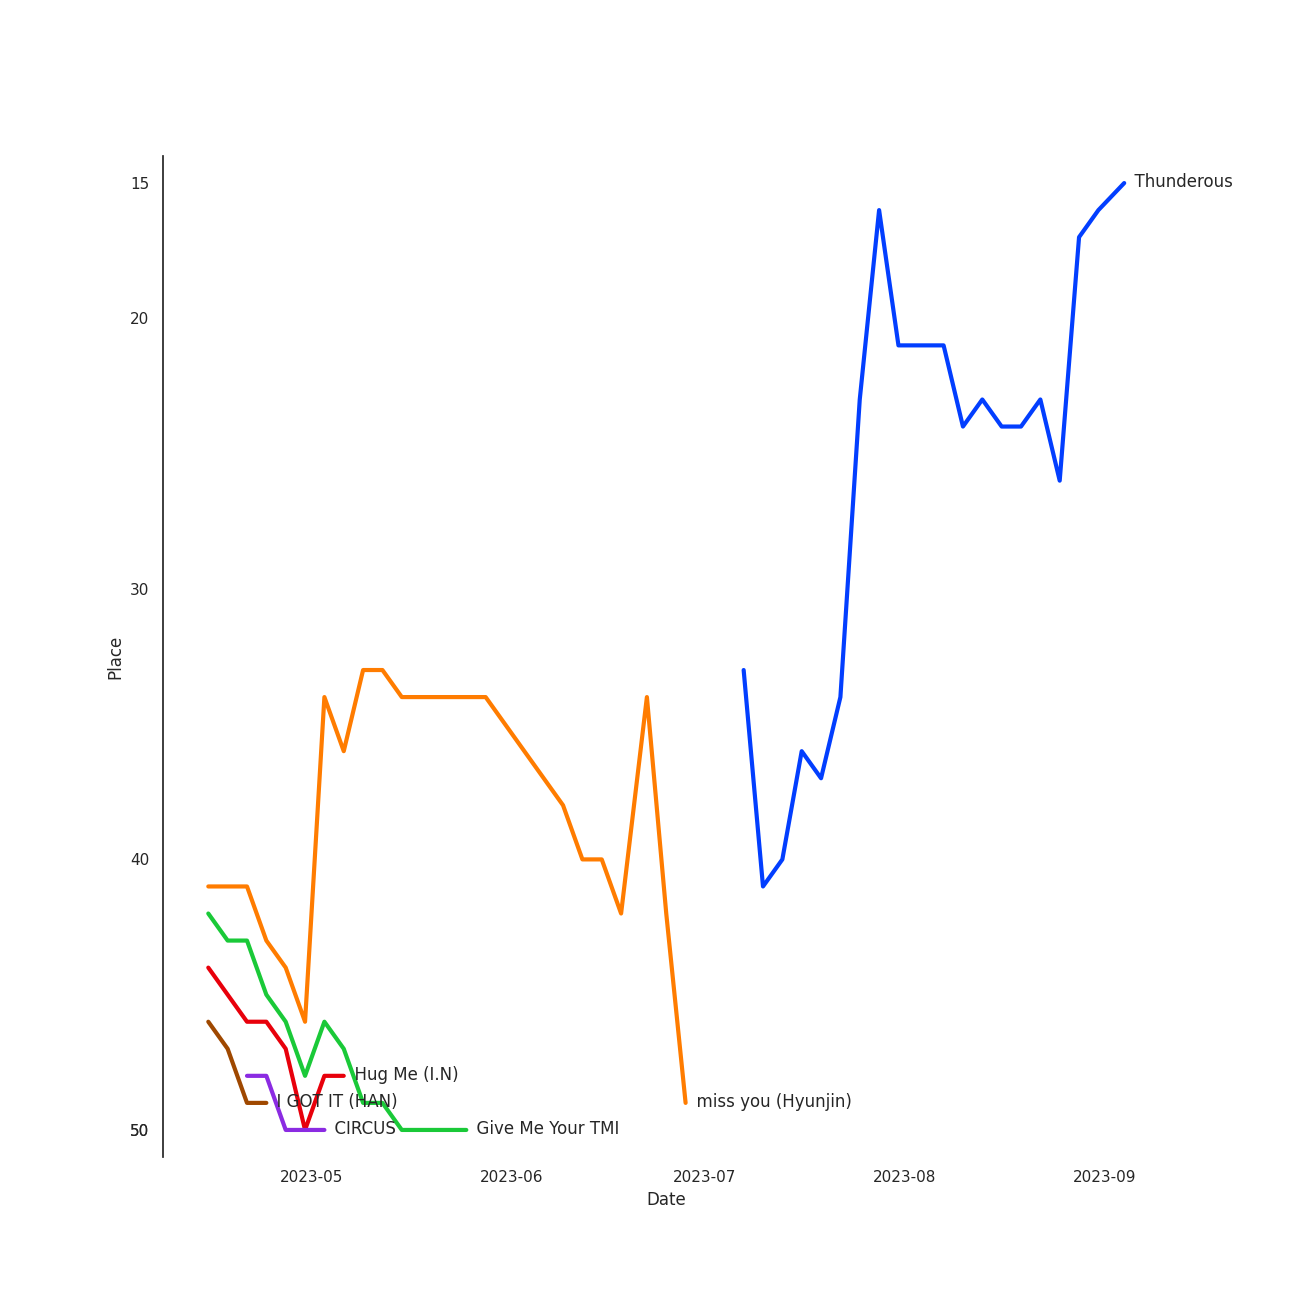 15
Thunderous
20
30
Place
40
Hug Me (I.N)
I GOT IT (HAN)
miss you (Hyunjin)
50
CIRCUS
Give Me Your TMI
2023-05
2023-06
2023-07
2023-08
2023-09
Date